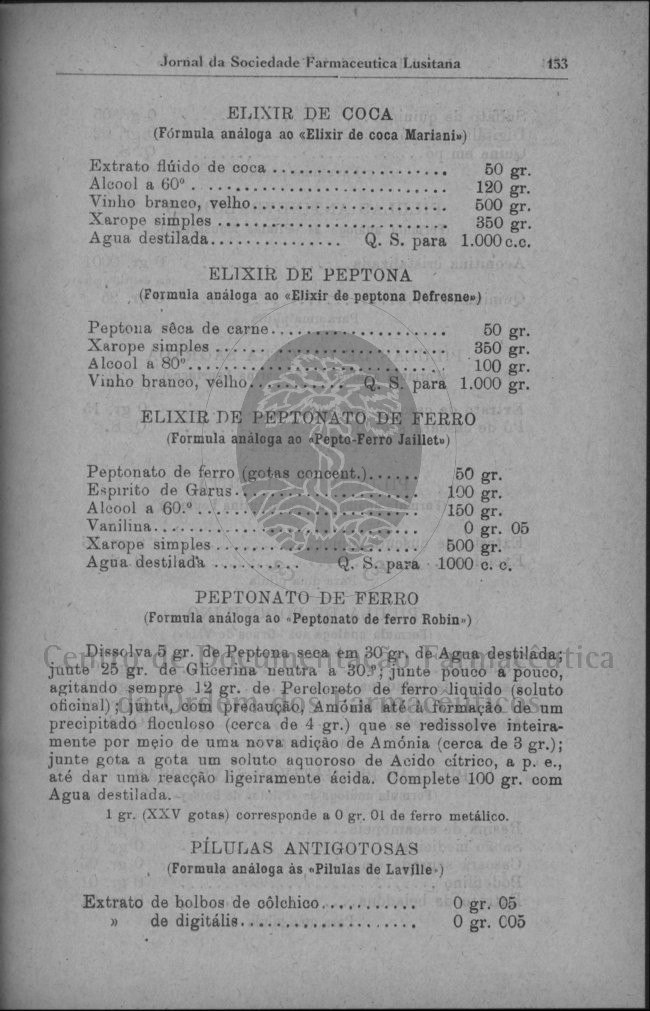 Jornal da Sociedade Farmaceutica Lusitana 153
ELIXIR DE COCA
(Fórmula análoga ao «Elixir de coca Mariani»)
Extrato flúido de coca .................... 50 gr.
Alcool a 60º . ........................... 120 gr.
Vinho branco, velho....................... 500 gr.
Xarope simples ........................... 350 gr.
Agua destilada............... Q. S. para 1.000 c.c.
ELIXIR DE PEPTONA
(Formula análoga ao «Elixir de peptona Defresne»)
Peptona sêca de carne..................... 50 gr.
Xarope simples ........................... 350 gr.
Alcool a 80º.............................. 100 gr.
Vinho branco, velho........... Q. S. para 1.000 gr.
ELIXIR DE PEPTONATO DE FERRO
(Formula análoga ao «Pepto-Ferro Jaillet»)
Peptonato de ferro (gotas concent.)...... 50 gr.
Espirito de Garus...................... 100 gr.
Alcool a 60.º .......................... 150 gr.
Vanilina............................... 0 gr. 05
Xarope simples ........................ 500 gr.
Agua destilada .......... Q. S. para 1000 c. c.
PEPTONATO DE FERRO
(Formula análoga ao «Peptonato de ferro Robin»)
Dissolva 5 gr. de Peptona seca em 30 gr. de Agua destilada;
Centro de Documentação Farmacêutica
junte 25 gr. de Glicerina neutra a 30.º; junte pouco a pouco,
agitando sempre 12 gr. de Percloreto de ferro liquido (soluto
oficinal); junte, com precaução, Amónia até à formação de um
da Ordem dos Farmacêuticos
precipitado floculoso (cerca de 4 gr.) que se redissolve inteira-
mente por meio de uma nova adição de Amónia (cerca de 3 gr.);
junte gota a gota um soluto aquoroso de Acido cítrico, a p. e.,
até dar uma reacção ligeiramente ácida. Complete 100 gr. com
Agua destilada.
1 gr. (XXV gotas) corresponde a 0 gr. 01 de ferro metálico.
PÍLULAS ANTIGOTOSAS
(Formula análoga ás «Pilulas de Laville»)
Extrato de bolbos de cólchico........... 0 gr. 05
» de digitális.................... 0 gr. 005